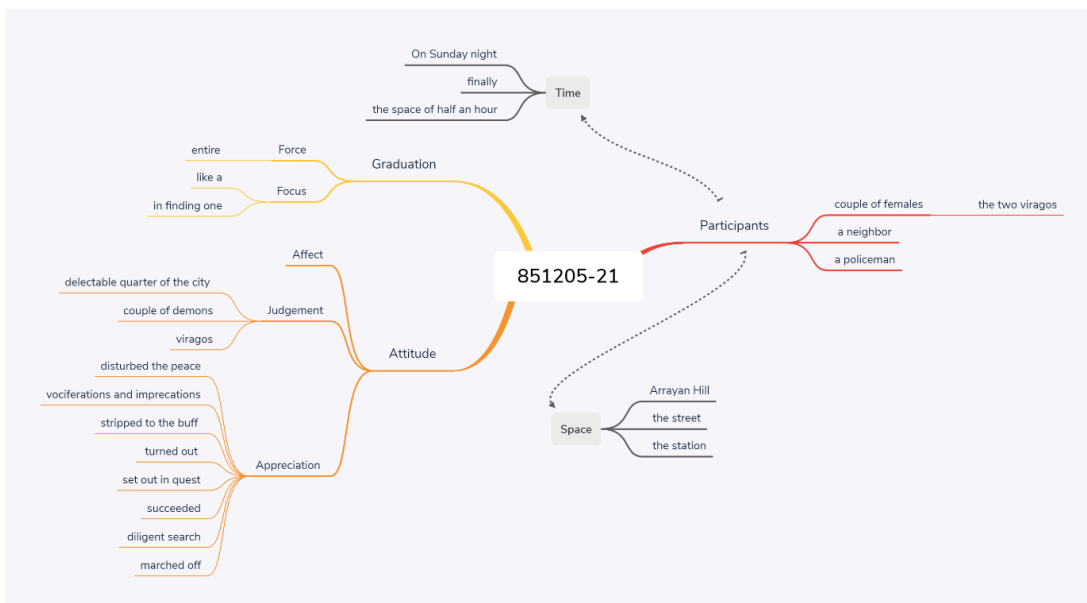 On Sunday night
finally
the space of half an hour
Time
Graduation
Force
entire
Focus
like a
in finding one
851205-21
Participants
couple of females
the two viragos
a neighbor
a policeman
Attitude
Affect
Judgement
delectable quarter of the city
couple of demons
viragos
Appreciation
disturbed the peace
vociferations and imprecations
stripped to the buff
turned out
set out in quest
succeeded
diligent search
marched off
Space
Arrayan Hill
the street
the station